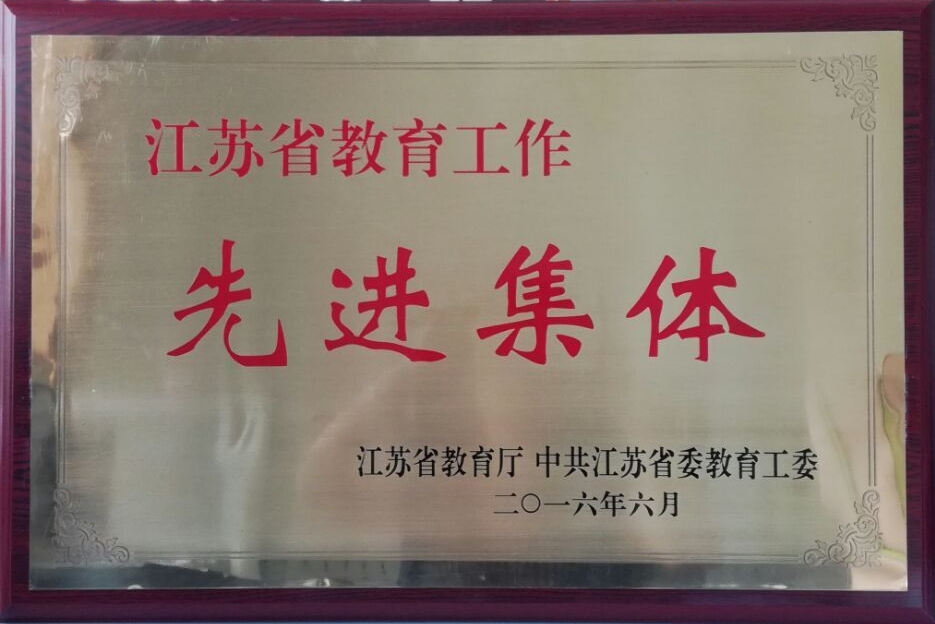 江苏省教育工作
先进集体
江苏省教育厅 中共江苏省委教育工委
二〇一六年六月